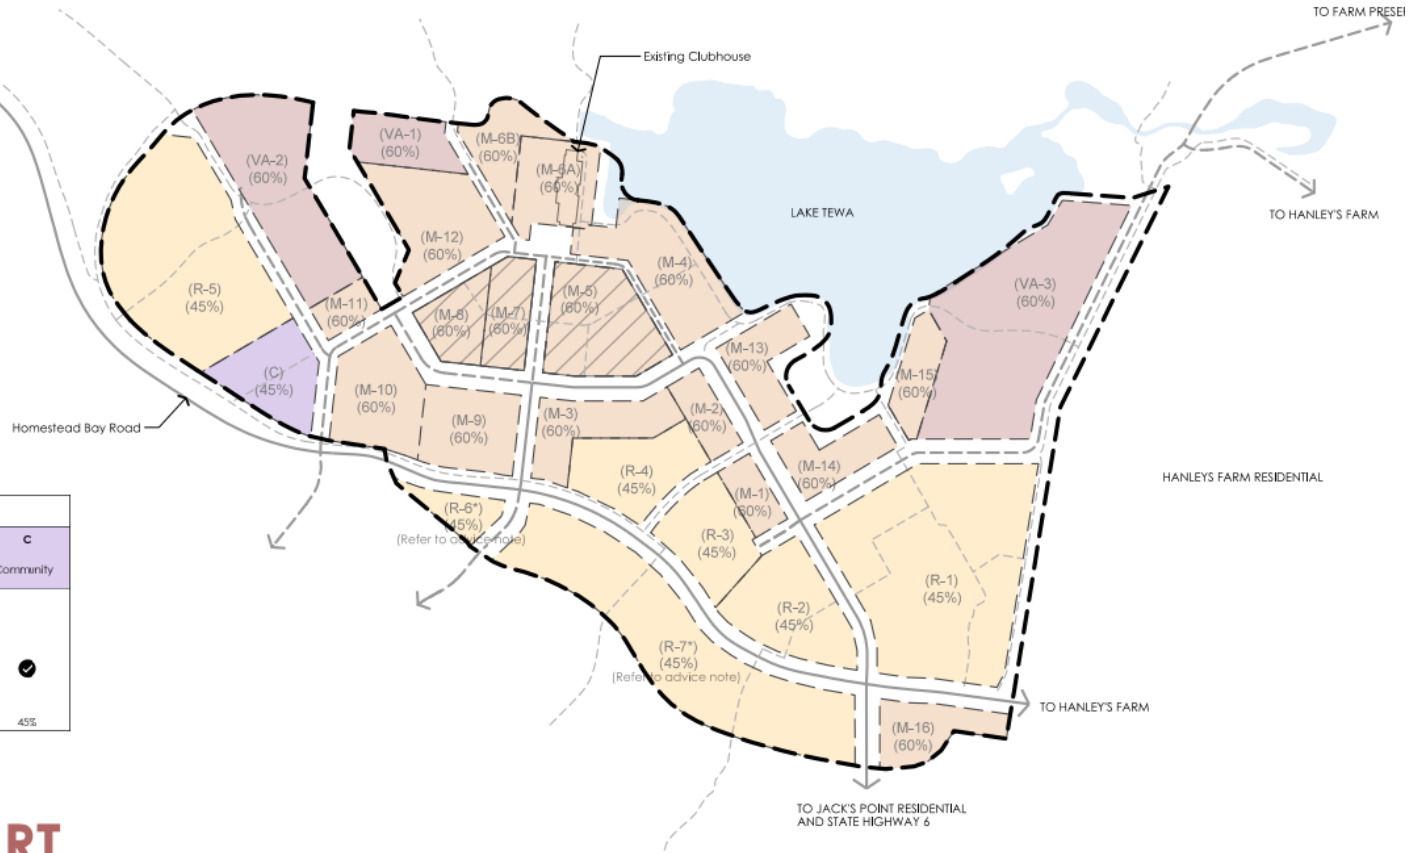 TO FARM PRESER
Existing Clubhouse
(VA-1)
(60%)
(M-6B)
(60%)
(VA-2)
(60%)
(M-6A)
(60%)
LAKE TEWA
TO HANLEY'S FARM
(M-12)
(60%)
(M-4)
(60%)
(VA-3)
(60%)
(R-5)
(45%)
(M-11)
(60%)
(M-8)
(60%)
(M-7)
(60%)
(M-5)
(60%)
(M-13)
(60%)
(C)
(45%)
(M-10)
(60%)
(M-15)
(60%)
Homestead Bay Road
(M-9)
(60%)
(M-3)
(60%)
(M-2)
(60%)
(R-4)
(45%)
(M-14)
(60%)
HANLEYS FARM RESIDENTIAL
(M-1)
(60%)
(R-6*)
(45%)
(Refer to advice note)
(R-3)
(45%)
C
Community
(R-1)
(45%)
(R-2)
(45%)
(R-7*)
(45%)
(Refer to advice note)
45%
TO HANLEY'S FARM
(M-16)
(60%)
TO JACK'S POINT RESIDENTIAL
AND STATE HIGHWAY 6
RT